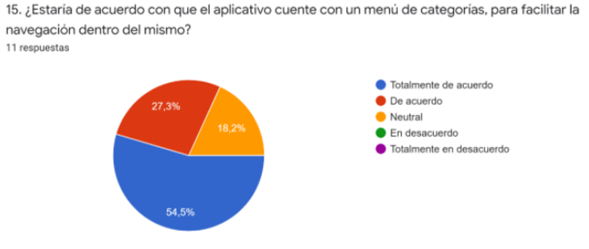 15. ¿Estaría de acuerdo con que el aplicativo cuente con un menú de categorías, para facilitar la
navegación dentro del mismo?
11 respuestas
27,3%
18,2%
54,5%
Totalmente de acuerdo
De acuerdo
Neutral
En desacuerdo
Totalmente en desacuerdo